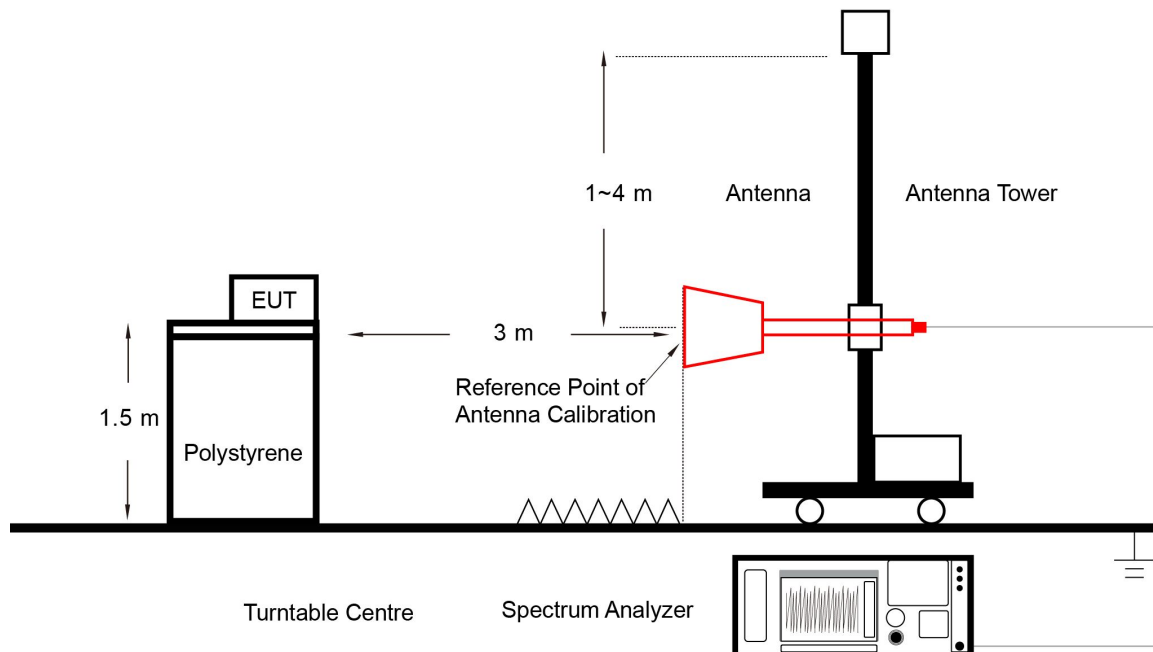 1~4 m
Antenna
Antenna Tower
EUT
3 m
Reference Point of
Antenna Calibration
1.5 m
Polystyrene
Turntable Centre
Spectrum Analyzer